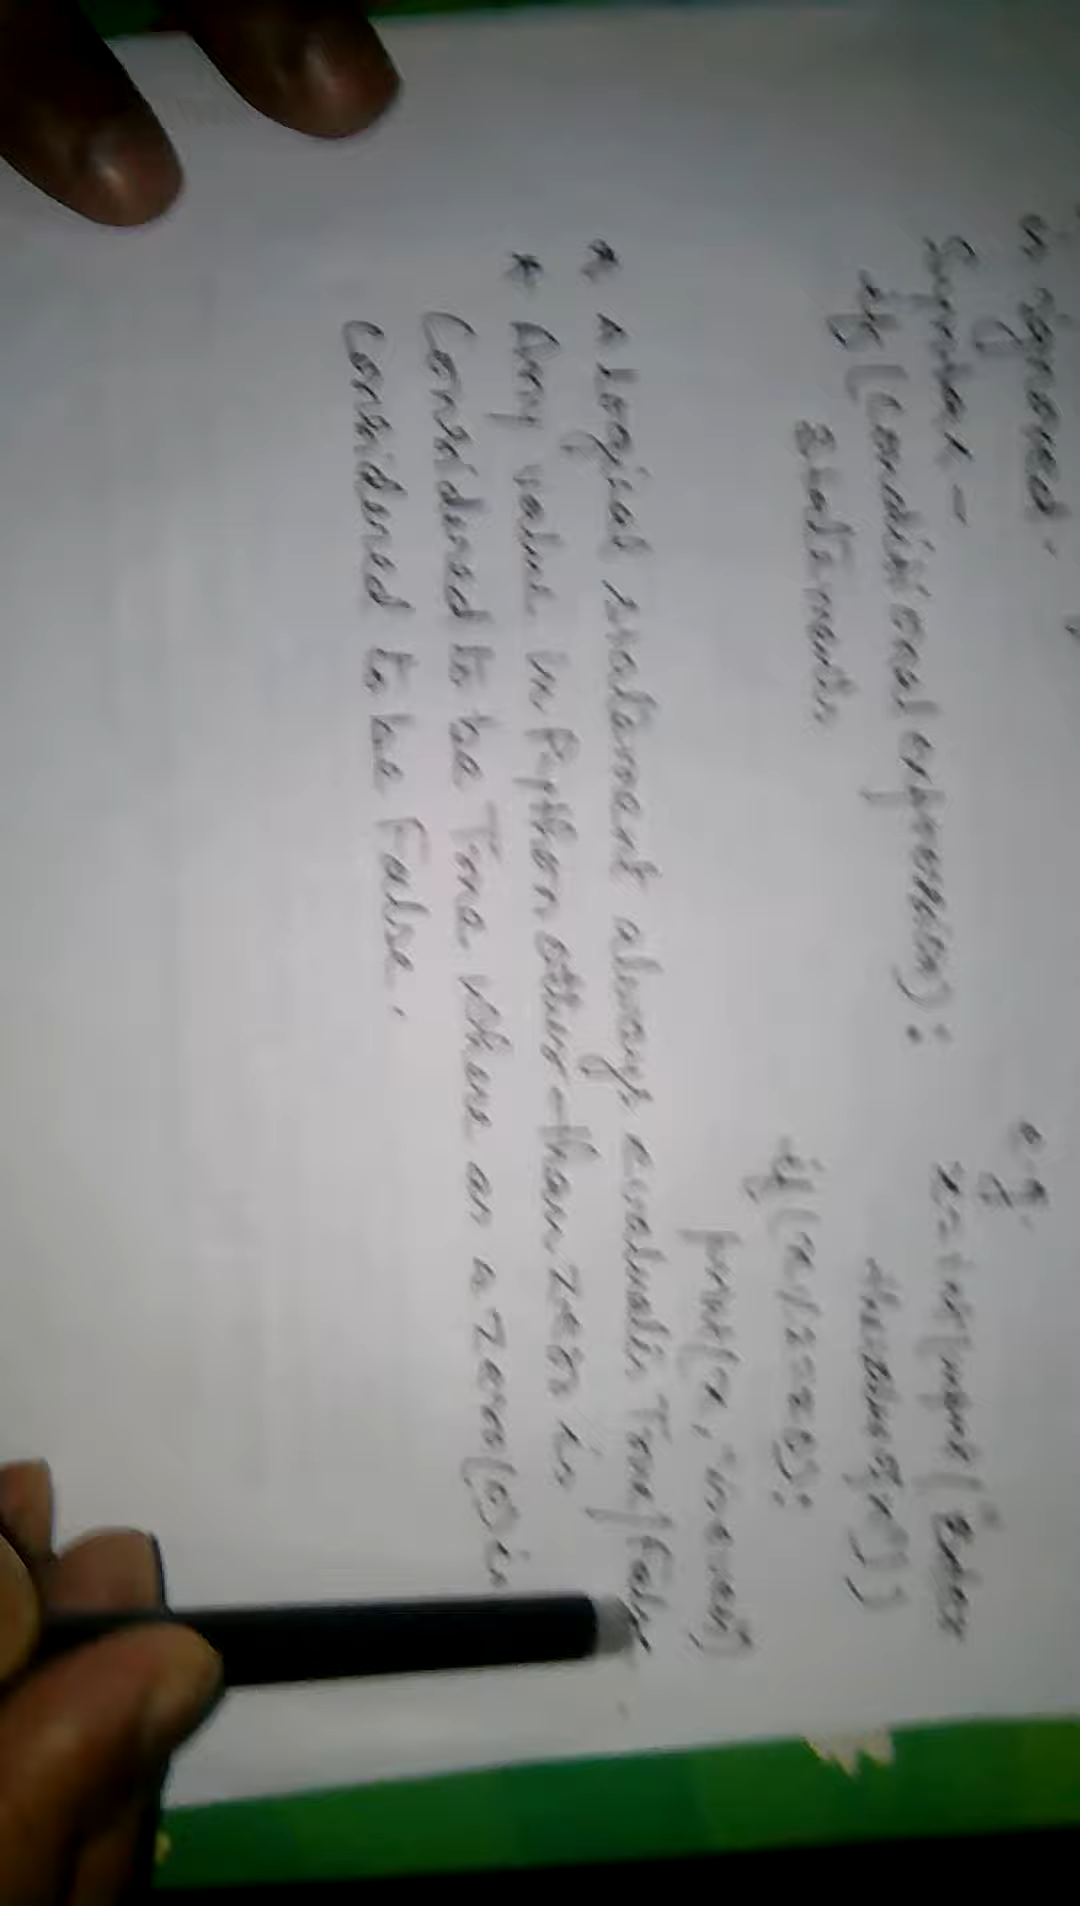 is ignored.
Syntax -
if (Conditional expression):
Statements
e.g.
x=int(input("Enter
the number"))
if(x%2==0):
print(x,"is even")
* A Logical statement always evaluates True/False
* Any value in Python other-than zero is
Considered to be True where as a zero(0) is
Considered to be False.